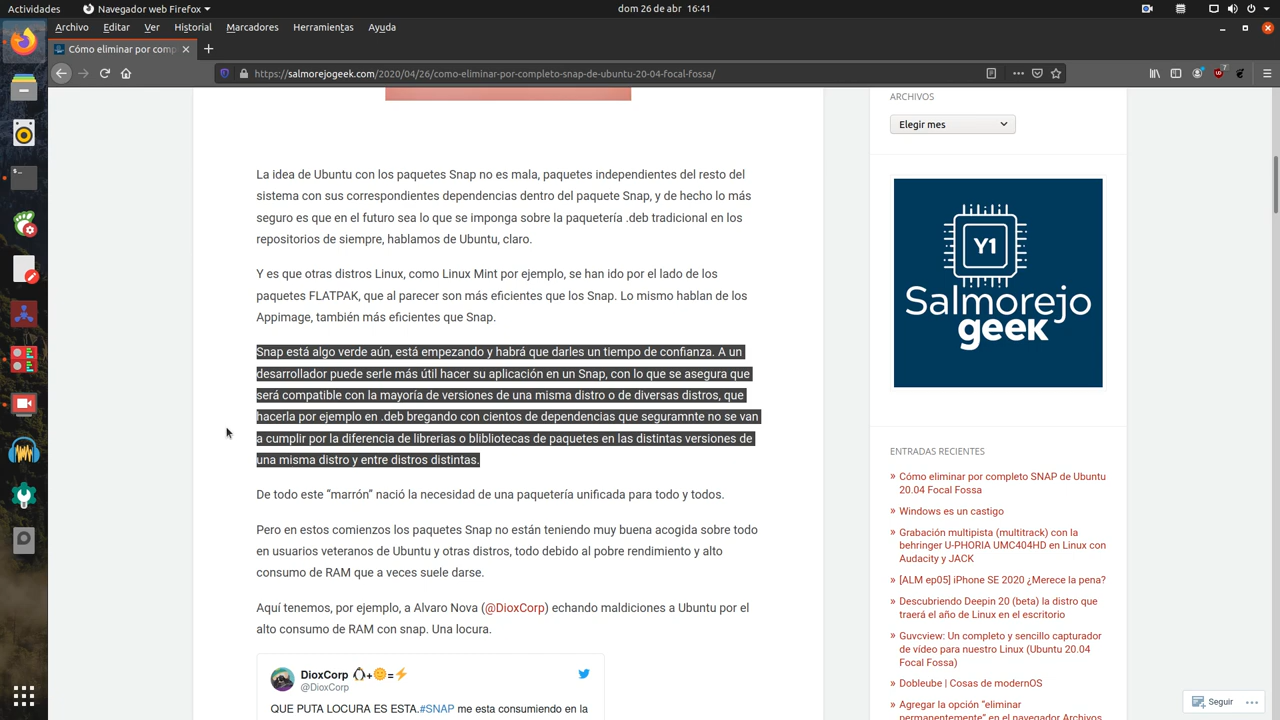 Actividades
Navegador web Firefox
dom 26 de abr 16:41
Archivo Editar Ver Historial Marcadores Herramientas Ayuda
Cómo eliminar por comp
https://salmorejogeek.com/2020/04/26/como-eliminar-por-completo-snap-de-ubuntu-20-04-focal-fossa/
7
La idea de Ubuntu con los paquetes Snap no es mala, paquetes independientes del resto del
sistema con sus correspondientes dependencias dentro del paquete Snap, y de hecho lo más
seguro es que en el futuro sea lo que se imponga sobre la paquetería .deb tradicional en los
repositorios de siempre, hablamos de Ubuntu, claro.
Y es que otras distros Linux, como Linux Mint por ejemplo, se han ido por el lado de los
paquetes FLATPAK, que al parecer son más eficientes que los Snap. Lo mismo hablan de los
Appimage, también más eficientes que Snap.
Snap está algo verde aún, está empezando y habrá que darles un tiempo de confianza. A un
desarrollador puede serle más útil hacer su aplicación en un Snap, con lo que se asegura que
será compatible con la mayoría de versiones de una misma distro o de diversas distros, que
hacerla por ejemplo en .deb bregando con cientos de dependencias que seguramnte no se van
a cumplir por la diferencia de librerias o blibliotecas de paquetes en las distintas versiones de
una misma distro y entre distros distintas.
De todo este “marrón” nació la necesidad de una paquetería unificada para todo y todos.
Pero en estos comienzos los paquetes Snap no están teniendo muy buena acogida sobre todo
en usuarios veteranos de Ubuntu y otras distros, todo debido al pobre rendimiento y alto
consumo de RAM que a veces suele darse.
Aquí tenemos, por ejemplo, a Alvaro Nova (@DioxCorp) echando maldiciones a Ubuntu por el
alto consumo de RAM con snap. Una locura.
DioxCorp 🐧+🌞=⚡
@DioxCorp
QUE PUTA LOCURA ES ESTA.#SNAP me esta consumiendo en la
ARCHIVOS
Elegir mes
Y1
Salmorejo
geek
ENTRADAS RECIENTES
» Cómo eliminar por completo SNAP de Ubuntu
20.04 Focal Fossa
» Windows es un castigo
» Grabación multipista (multitrack) con la
behringer U-PHORIA UMC404HD en Linux con
Audacity y JACK
» [ALM ep05] iPhone SE 2020 ¿Merece la pena?
» Descubriendo Deepin 20 (beta) la distro que
traerá el año de Linux en el escritorio
» Guvcview: Un completo y sencillo capturador
de vídeo para nuestro Linux (Ubuntu 20.04
Focal Fossa)
» Dobleube | Cosas de modernOS
» Agregar la opción “eliminar
permanentemente” en el navegador Archivos
Seguir